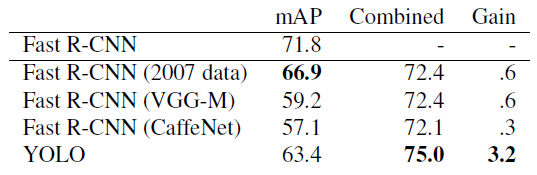 mAP Combined Gain
Fast R-CNN 71.8 - -
Fast R-CNN (2007 data) 66.9 72.4 .6
Fast R-CNN (VGG-M) 59.2 72.4 .6
Fast R-CNN (CaffeNet) 57.1 72.1 .3
YOLO 63.4 75.0 3.2